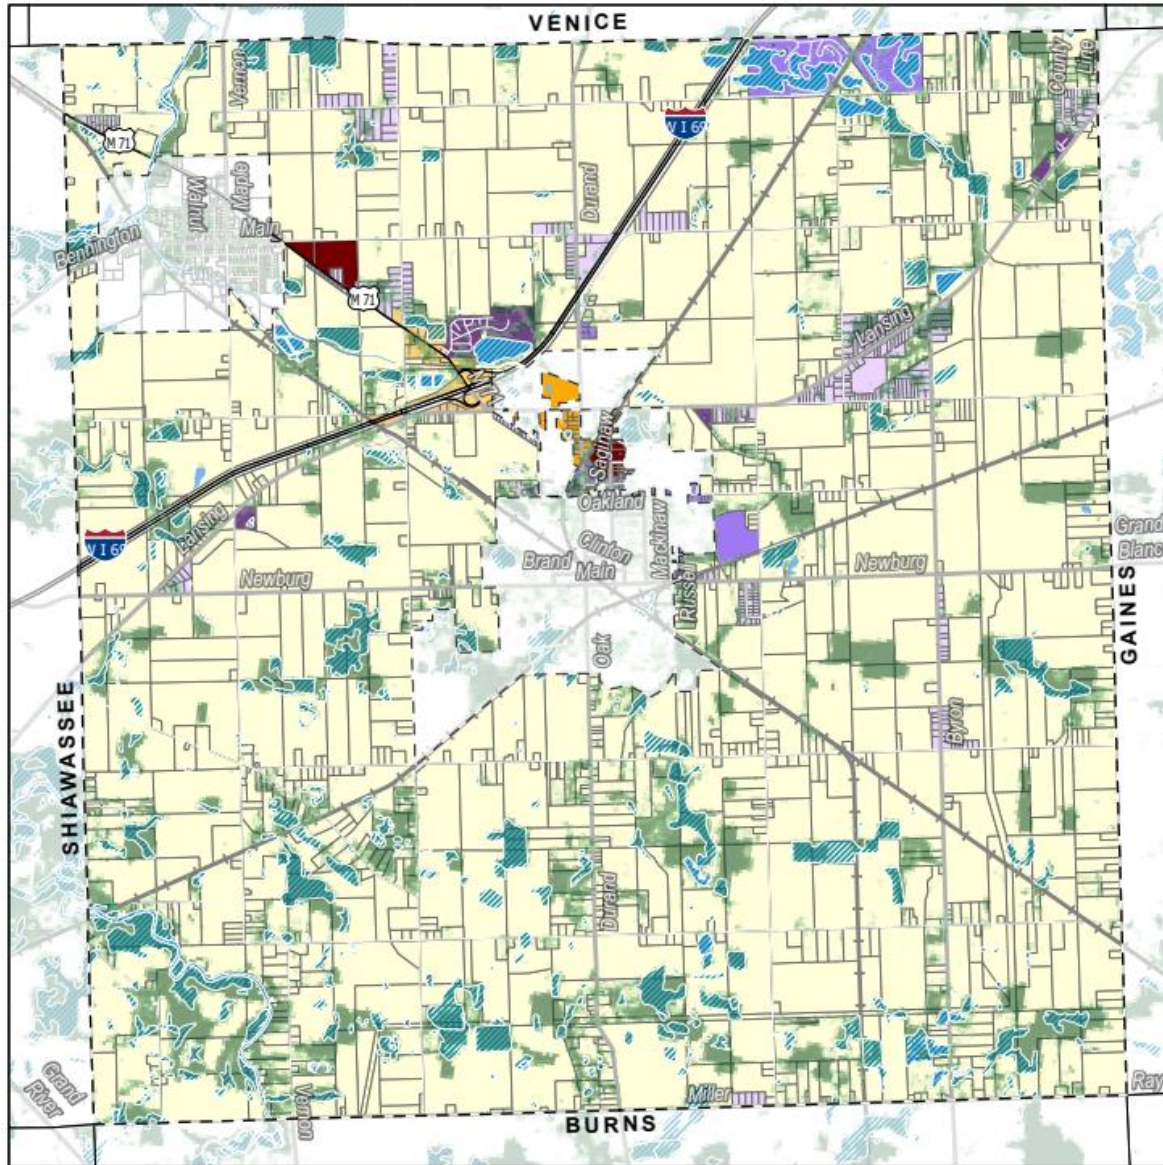 VENICE
County
Line
Vernon
M 71
W I 69
Walnut
Maple
Main
Durand
Bennington
M 71
Lansing
Saginaw
Oakland
Lansing
W I 69
Mackinaw
Clinton
Brand
Main
Newburg
Newburg
Russel
Grand
Blanc
GAINES
Oak
SHIAWASSEE
Byron
Durand
Grand
River
Vernon
Miller
Ray
BURNS